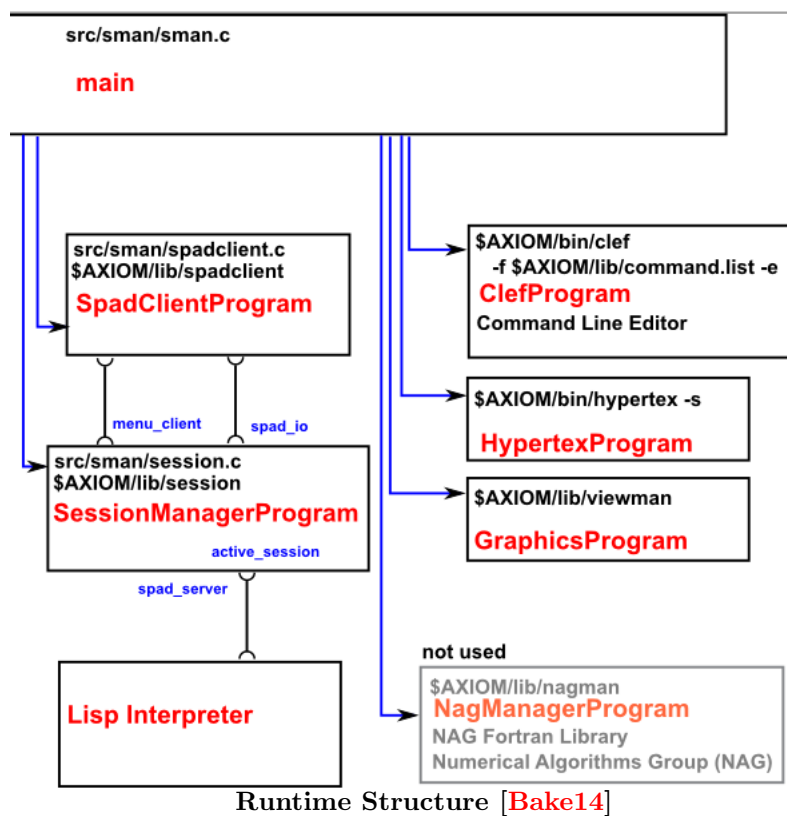 src/sman/sman.c
main
src/sman/spadclient.c
$AXIOM/lib/spadclient
SpadClientProgram
menu_client
spad_io
src/sman/session.c
$AXIOM/lib/session
SessionManagerProgram
active_session
spad_server
Lisp Interpreter
$AXIOM/bin/clef
-f $AXIOM/lib/command.list -e
ClefProgram
Command Line Editor
$AXIOM/bin/hypertex -s
HypertexProgram
$AXIOM/lib/viewman
GraphicsProgram
not used
$AXIOM/lib/nagman
NagManagerProgram
NAG Fortran Library
Numerical Algorithms Group (NAG)
Runtime Structure [Bake14]